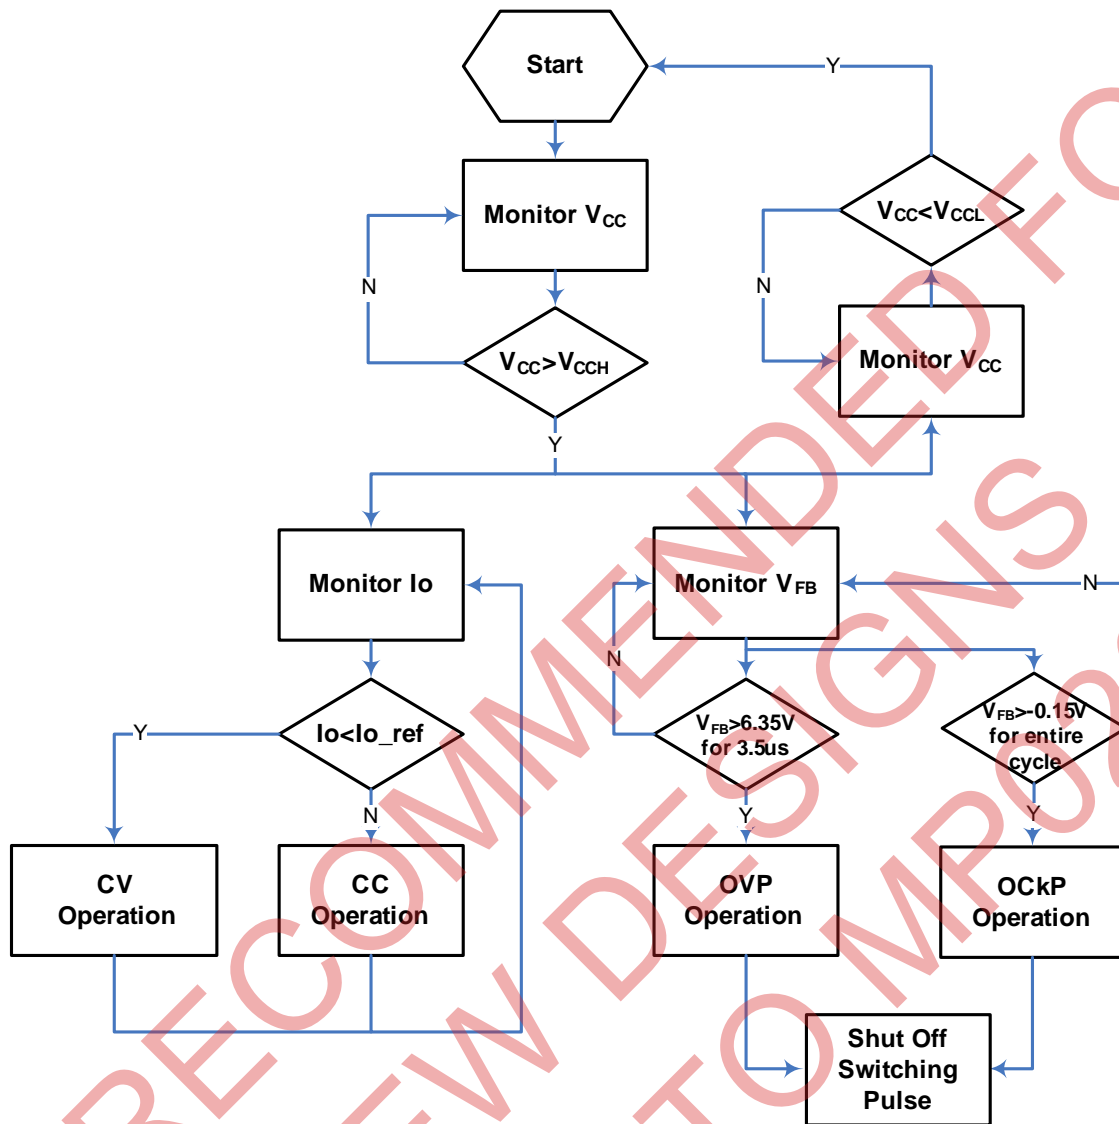 Start
Y
Monitor VCC
VCC<VCCL
N
N
VCC>VCCH
Monitor VCC
Y
Monitor Io
Monitor VFB
N
N
Io<Io_ref
Y
VFB>6.35V
for 3.5us
VFB>-0.15V
for entire
cycle
N
Y
Y
CV
Operation
CC
Operation
OVP
Operation
OCkP
Operation
Shut Off
Switching
Pulse
RECOMMENDED FO
EW DESIGNS
TO MP02